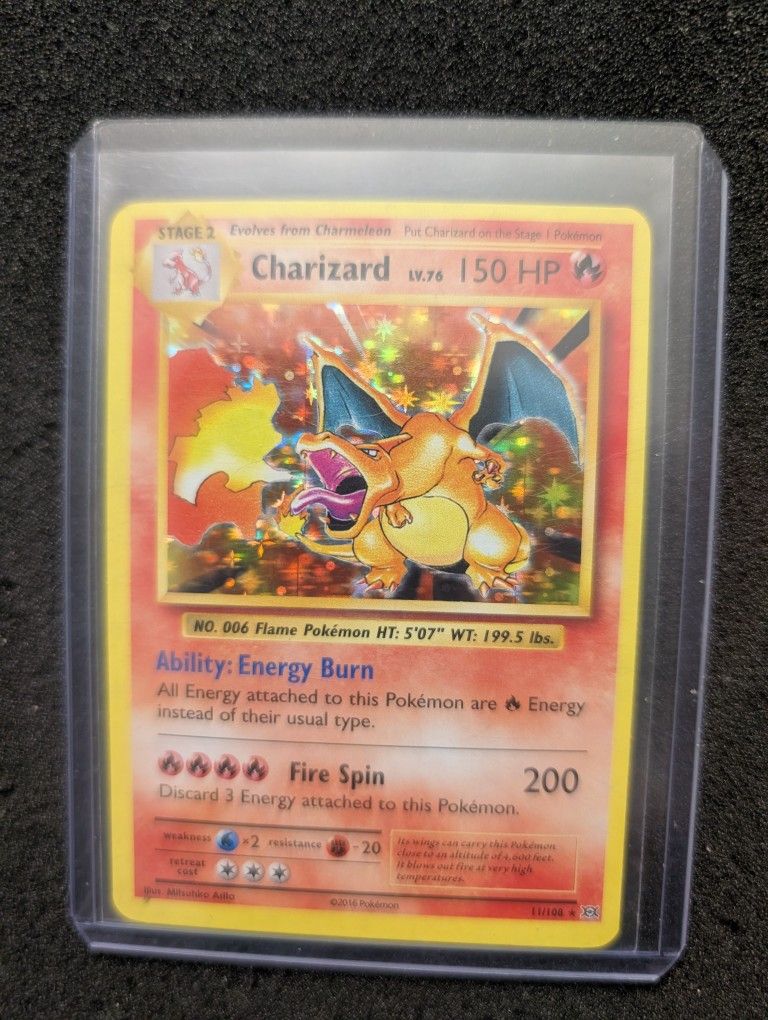 STAGE 2 Evolves from Charmeleon Put Charizard on the Stage 1 Pokémon
Charizard LV.76 150 HP
NO. 006 Flame Pokémon HT: 5'07" WT: 199.5 lbs.
Ability: Energy Burn
All Energy attached to this Pokémon are Energy
instead of their usual type.
Fire Spin 200
Discard 3 Energy attached to this Pokémon.
weakness ×2 resistance -20
retreat
cost
Its wings can carry this Pokémon
close to an altitude of 4,600 feet.
It blows out fire at very high
temperatures.
Illus. Mitsuhiro Arita
©2016 Pokémon
11/108